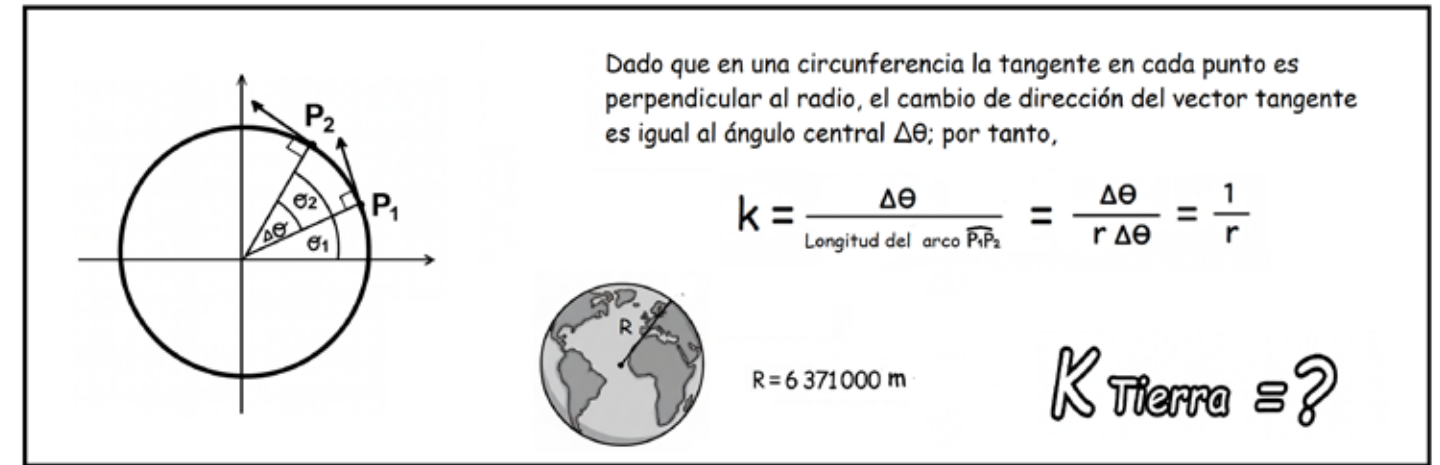 Dado que en una circunferencia la tangente en cada punto es
perpendicular al radio, el cambio de dirección del vector tangente
es igual al ángulo central Δθ; por tanto,
P₂
P₁
θ₂
Δθ
θ₁
k = Δθ / Longitud del arco P₁P₂ = Δθ / r Δθ = 1 / r
R
R = 6 371000 m
K Tierra = ?